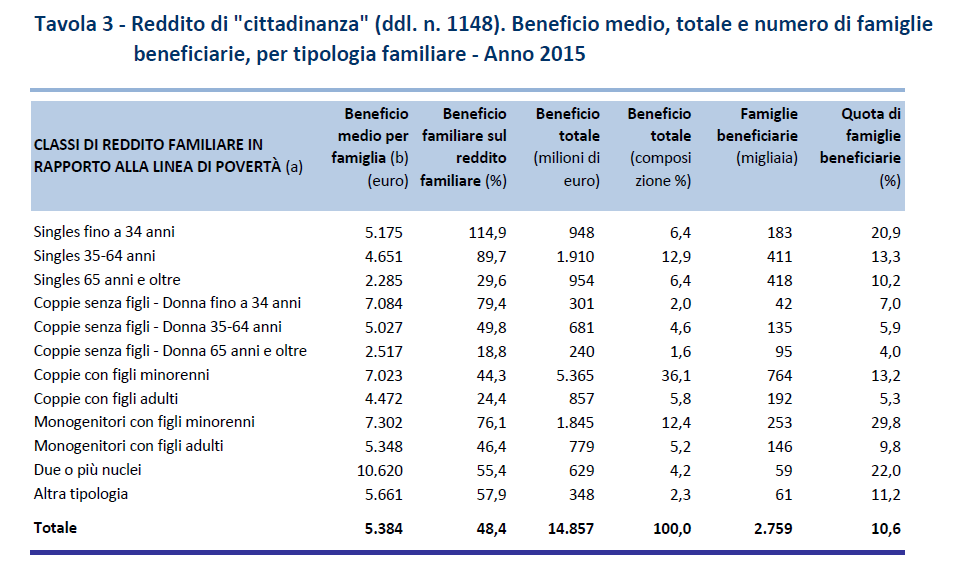 Tavola 3 - Reddito di "cittadinanza" (ddl. n. 1148). Beneficio medio, totale e numero di famiglie
beneficiarie, per tipologia familiare - Anno 2015
CLASSI DI REDDITO FAMILIARE IN
RAPPORTO ALLA LINEA DI POVERTÀ (a)
Beneficio
medio per
famiglia (b)
(euro)
Beneficio
familiare sul
reddito
familiare (%)
Beneficio
totale
(milioni di
euro)
Beneficio
totale
(composi
zione %)
Famiglie
beneficiarie
(migliaia)
Quota di
famiglie
beneficiarie
(%)
Singles fino a 34 anni 5.175 114,9 948 6,4 183 20,9
Singles 35-64 anni 4.651 89,7 1.910 12,9 411 13,3
Singles 65 anni e oltre 2.285 29,6 954 6,4 418 10,2
Coppie senza figli - Donna fino a 34 anni 7.084 79,4 301 2,0 42 7,0
Coppie senza figli - Donna 35-64 anni 5.027 49,8 681 4,6 135 5,9
Coppie senza figli - Donna 65 anni e oltre 2.517 18,8 240 1,6 95 4,0
Coppie con figli minorenni 7.023 44,3 5.365 36,1 764 13,2
Coppie con figli adulti 4.472 24,4 857 5,8 192 5,3
Monogenitori con figli minorenni 7.302 76,1 1.845 12,4 253 29,8
Monogenitori con figli adulti 5.348 46,4 779 5,2 146 9,8
Due o più nuclei 10.620 55,4 629 4,2 59 22,0
Altra tipologia 5.661 57,9 348 2,3 61 11,2
Totale 5.384 48,4 14.857 100,0 2.759 10,6